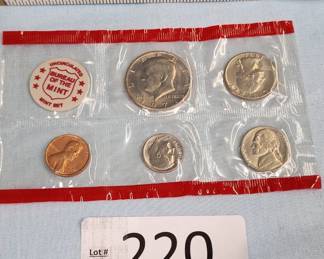 UNCIRCULATED
BUREAU
OF THE
MINT
MINT SET
Lot #
220